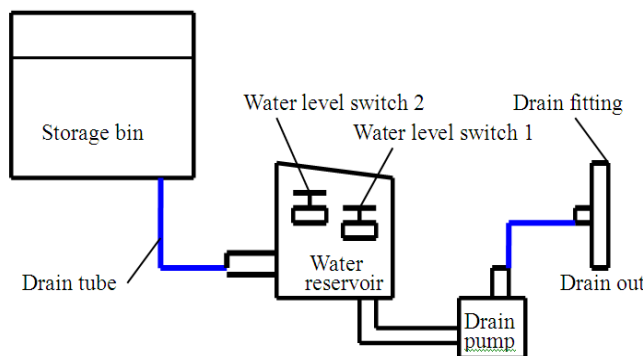 Water level switch 2
Drain fitting
Storage bin
Water level switch 1
Water
reservoir
Drain tube
Drain out
Drain
pump